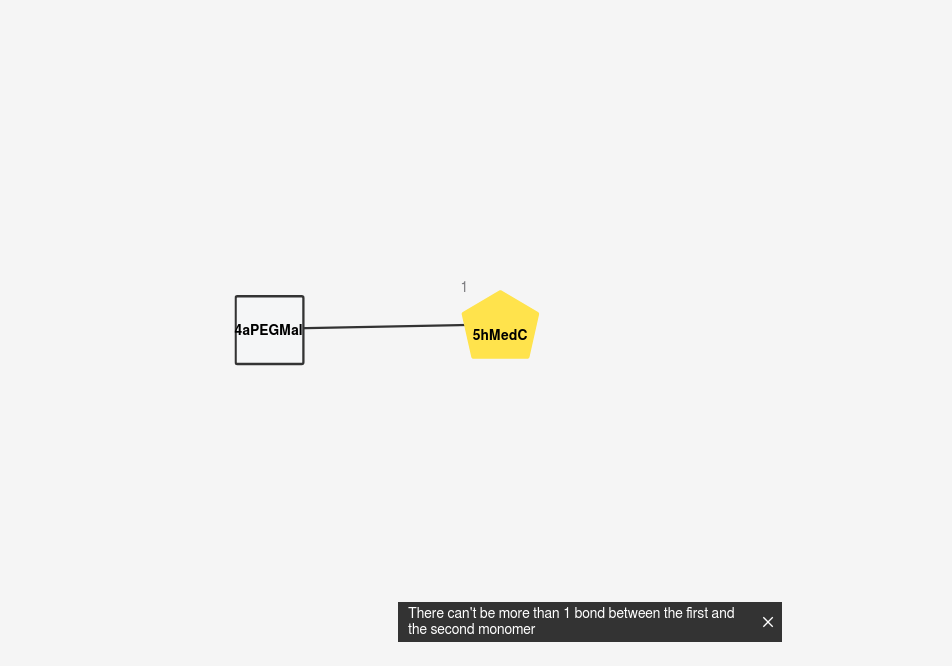 1
4aPEGMal
5hMedC
There can't be more than 1 bond between the first and
the second monomer